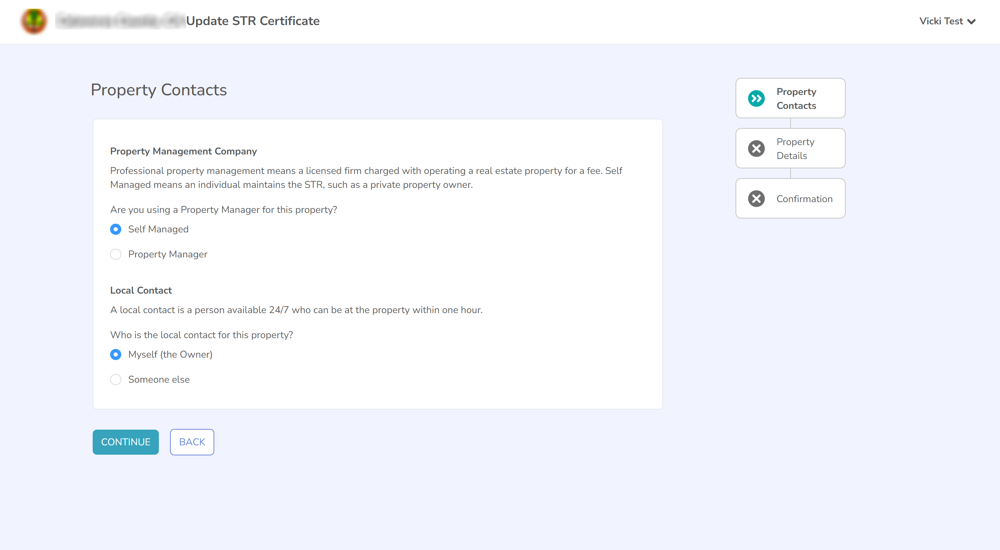 Update STR Certificate
Vicki Test
Property Contacts
Property Management Company
Professional property management means a licensed firm charged with operating a real estate property for a fee. Self
Managed means an individual maintains the STR, such as a private property owner.
Are you using a Property Manager for this property?
Self Managed
Property Manager
Local Contact
A local contact is a person available 24/7 who can be at the property within one hour.
Who is the local contact for this property?
Myself (the Owner)
Someone else
CONTINUE
BACK
Property
Contacts
Property
Details
Confirmation